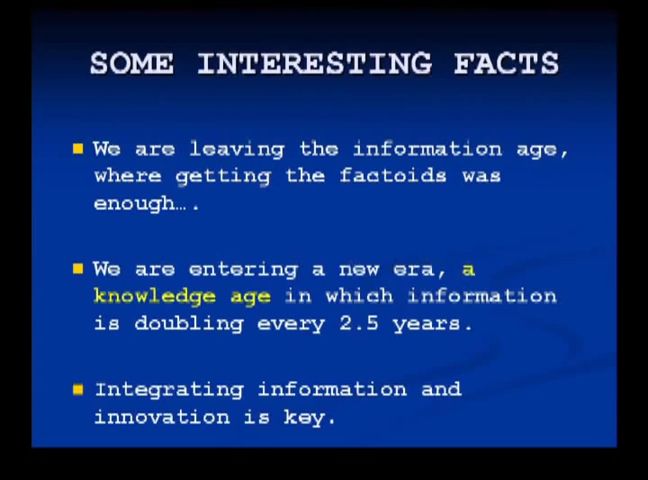 SOME INTERESTING FACTS
We are leaving the information age,
where getting the factoids was
enough….
We are entering a new era, a
knowledge age in which information
is doubling every 2.5 years.
Integrating information and
innovation is key.